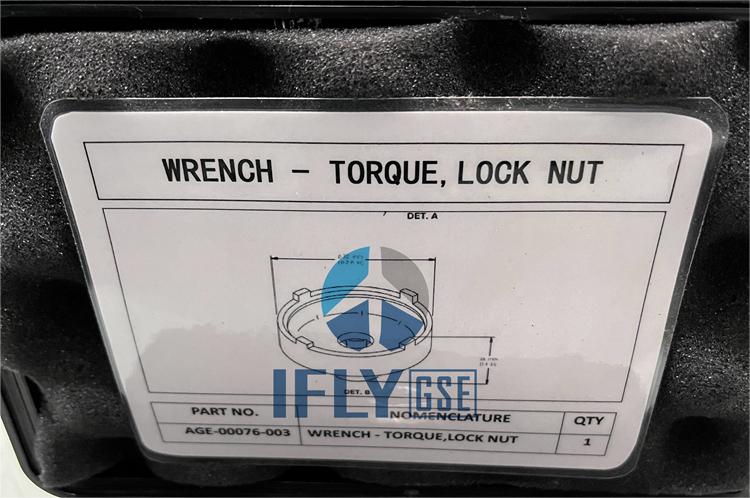 WRENCH - TORQUE, LOCK NUT
DET. A
DET. B
IFLY GSE
PART NO. NOMENCLATURE QTY
AGE-00076-003 WRENCH - TORQUE,LOCK NUT 1